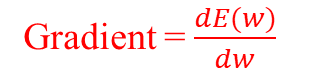 Gradient = dE(w)/dw